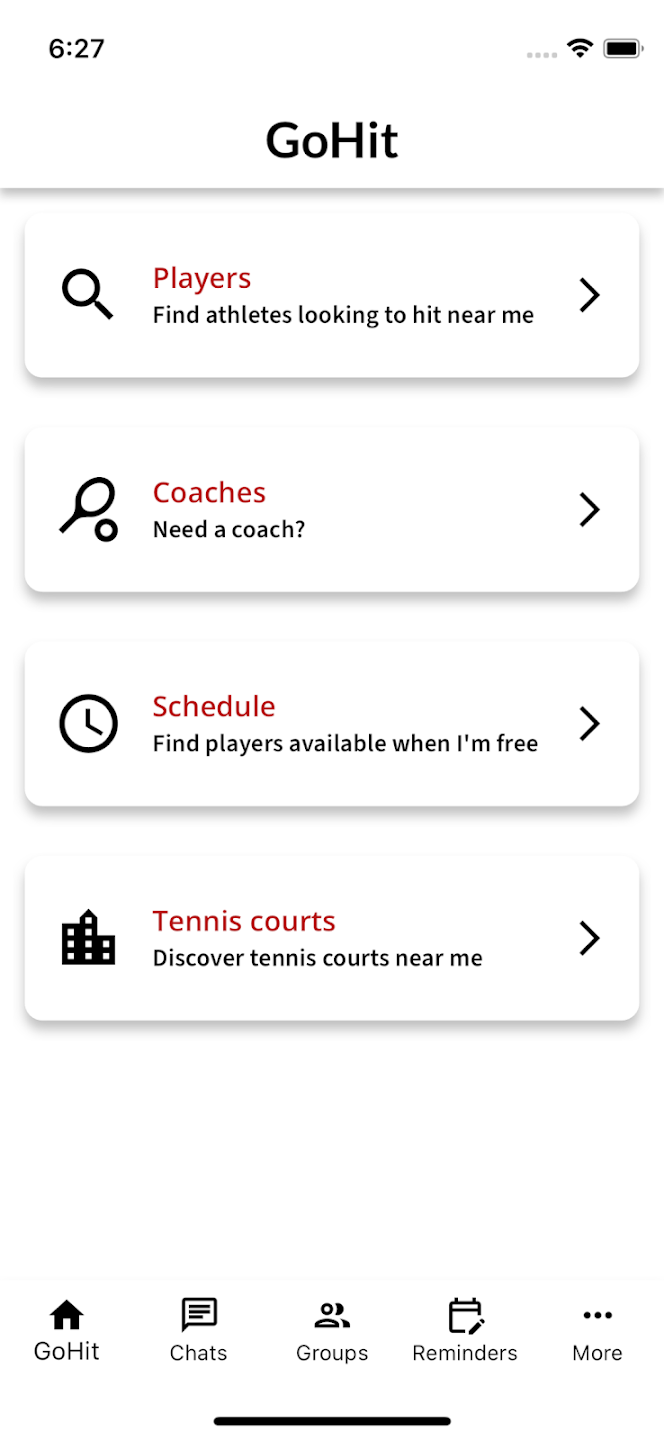 6:27
GoHit
Players
Find athletes looking to hit near me
Coaches
Need a coach?
Schedule
Find players available when I'm free
Tennis courts
Discover tennis courts near me
GoHit
Chats
Groups
Reminders
More